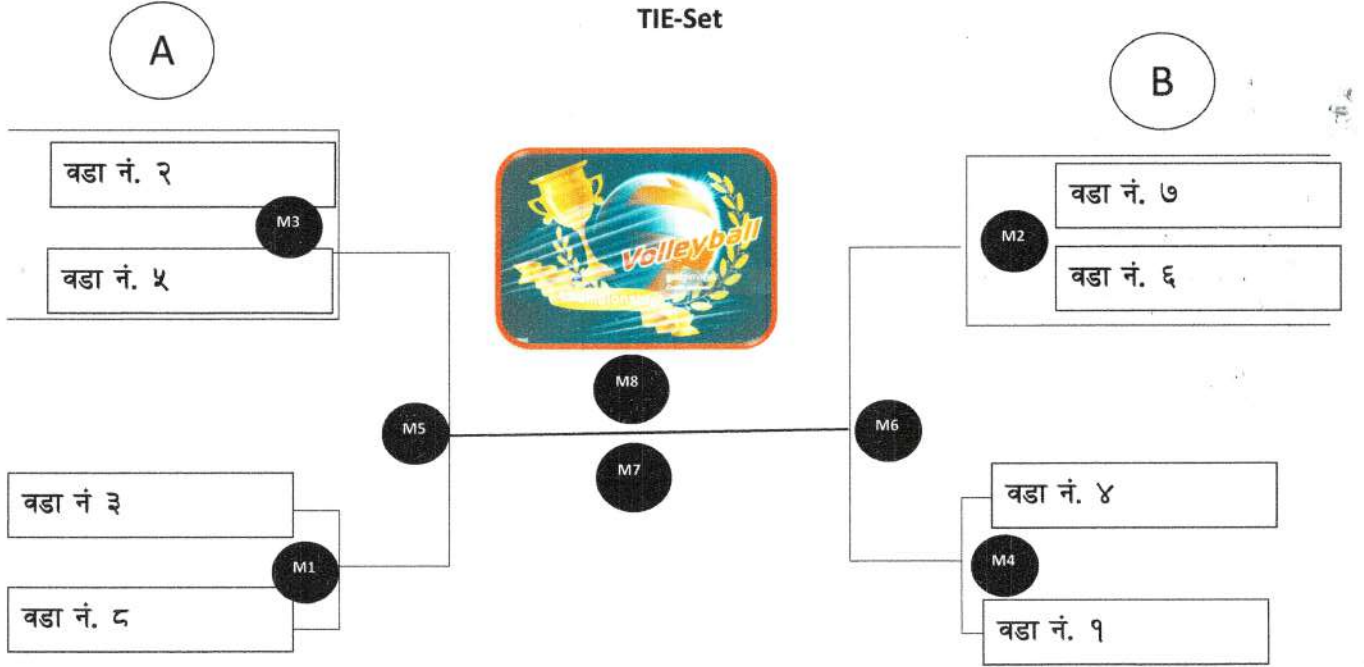 TIE-Set
A
B
वडा नं. २
M3
वडा नं. ५
वडा नं. ७
M2
वडा नं. ६
Volleyball
M8
M5
M6
M7
वडा नं ३
M1
वडा नं. ८
वडा नं. ४
M4
वडा नं. १